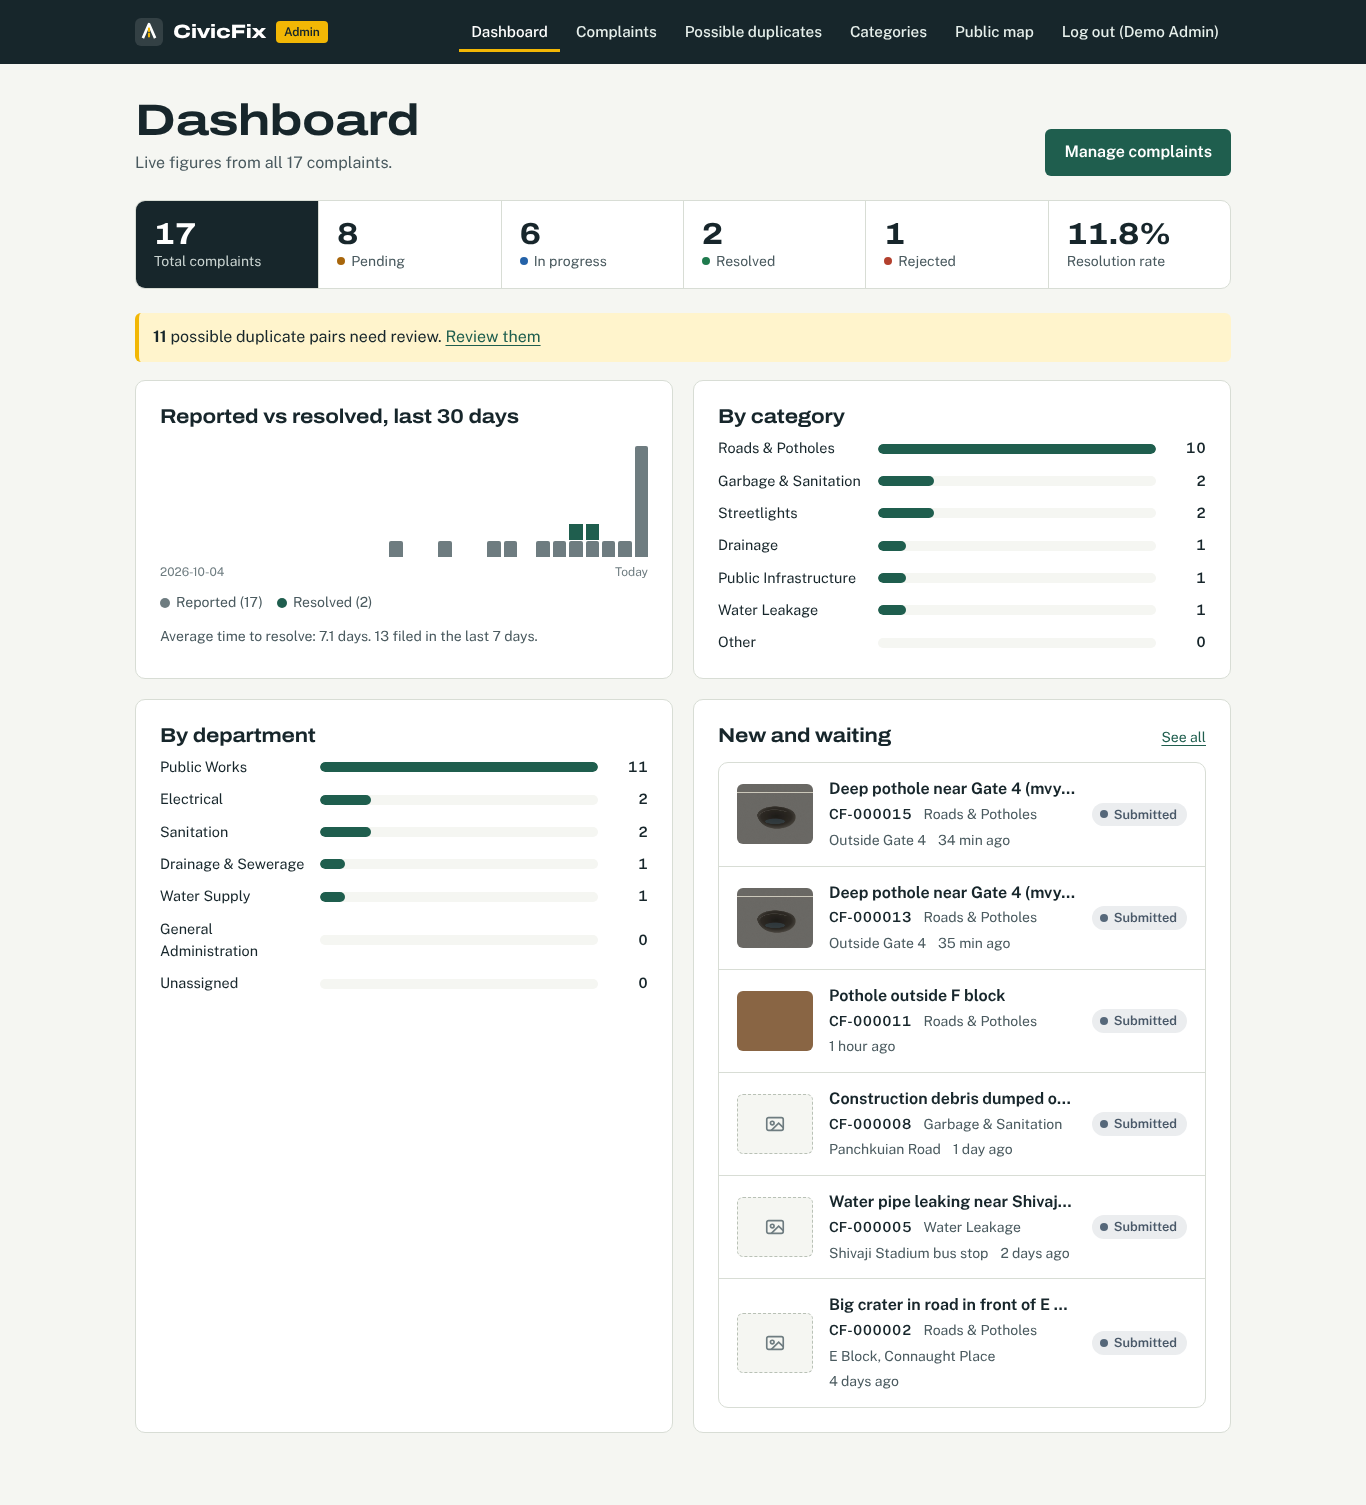 CivicFix Admin
Dashboard Complaints Possible duplicates Categories Public map Log out (Demo Admin)
Dashboard
Live figures from all 17 complaints.
Manage complaints
17
Total complaints
8
Pending
6
In progress
2
Resolved
1
Rejected
11.8%
Resolution rate
11 possible duplicate pairs need review. Review them
Reported vs resolved, last 30 days
2026-10-04 Today
Reported (17) Resolved (2)
Average time to resolve: 7.1 days. 13 filed in the last 7 days.
By category
Roads & Potholes 10
Garbage & Sanitation 2
Streetlights 2
Drainage 1
Public Infrastructure 1
Water Leakage 1
Other 0
By department
Public Works 11
Electrical 2
Sanitation 2
Drainage & Sewerage 1
Water Supply 1
General
Administration 0
Unassigned 0
New and waiting See all
Deep pothole near Gate 4 (mvy...
CF-000015 Roads & Potholes
Outside Gate 4 34 min ago
Submitted
Deep pothole near Gate 4 (mvy...
CF-000013 Roads & Potholes
Outside Gate 4 35 min ago
Submitted
Pothole outside F block
CF-000011 Roads & Potholes
1 hour ago
Submitted
Construction debris dumped o...
CF-000008 Garbage & Sanitation
Panchkuian Road 1 day ago
Submitted
Water pipe leaking near Shivaj...
CF-000005 Water Leakage
Shivaji Stadium bus stop 2 days ago
Submitted
Big crater in road in front of E ...
CF-000002 Roads & Potholes
E Block, Connaught Place
4 days ago
Submitted